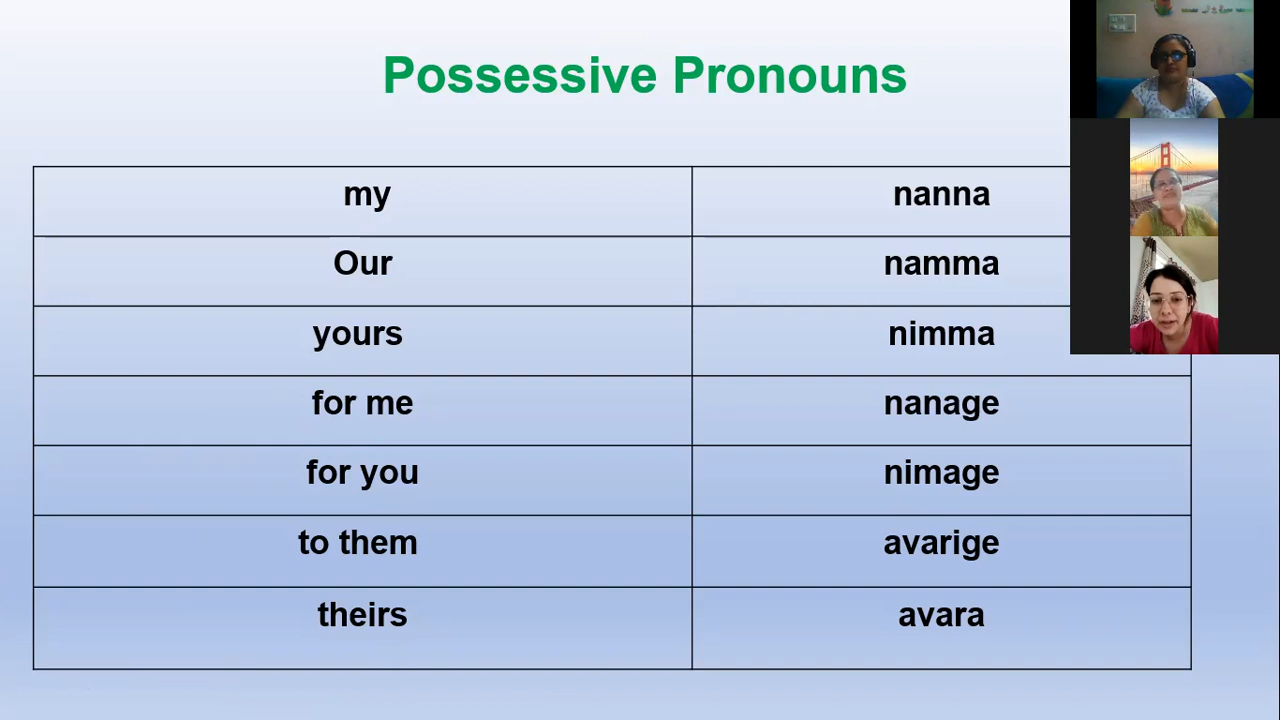 Possessive Pronouns
my nanna
Our namma
yours nimma
for me nanage
for you nimage
to them avarige
theirs avara